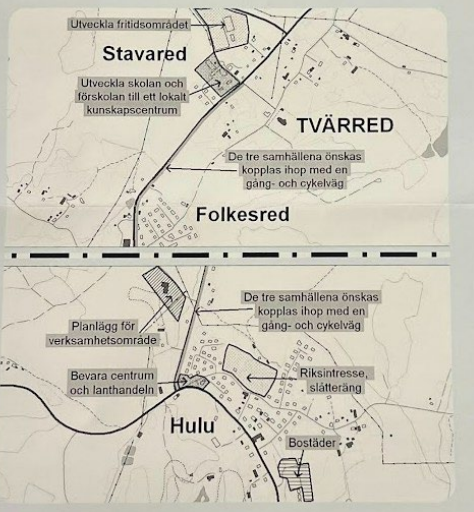 Utveckla fritidsområdet
Stavared
Utveckla skolan och
förskolan till ett lokalt
kunskapscentrum
TVÄRRED
De tre samhällena önskas
kopplas ihop med en
gång- och cykelväg
Folkesred
De tre samhällena önskas
kopplas ihop med en
gång- och cykelväg
Planlägg för
verksamhetsområde
Bevara centrum
och lanthandeln
Riksintresse,
slåtteräng
Hulu
Bostäder